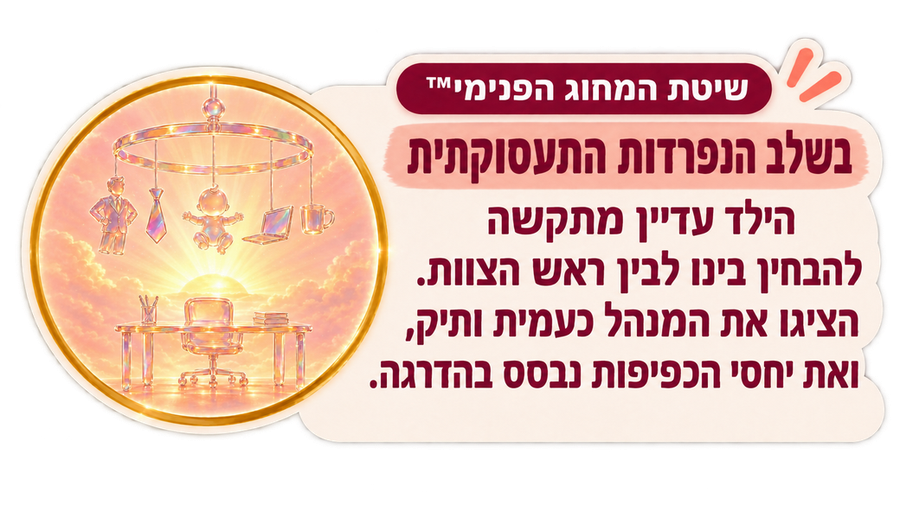 שיטת המחוג הפנימי™
בשלב הנפרדות התעסוקתית
הילד עדיין מתקשה
להבחין בינו לבין ראש הצוות.
הציגו את המנהל כעמית ותיק,
ואת יחסי הכפיפות נבסס בהדרגה.